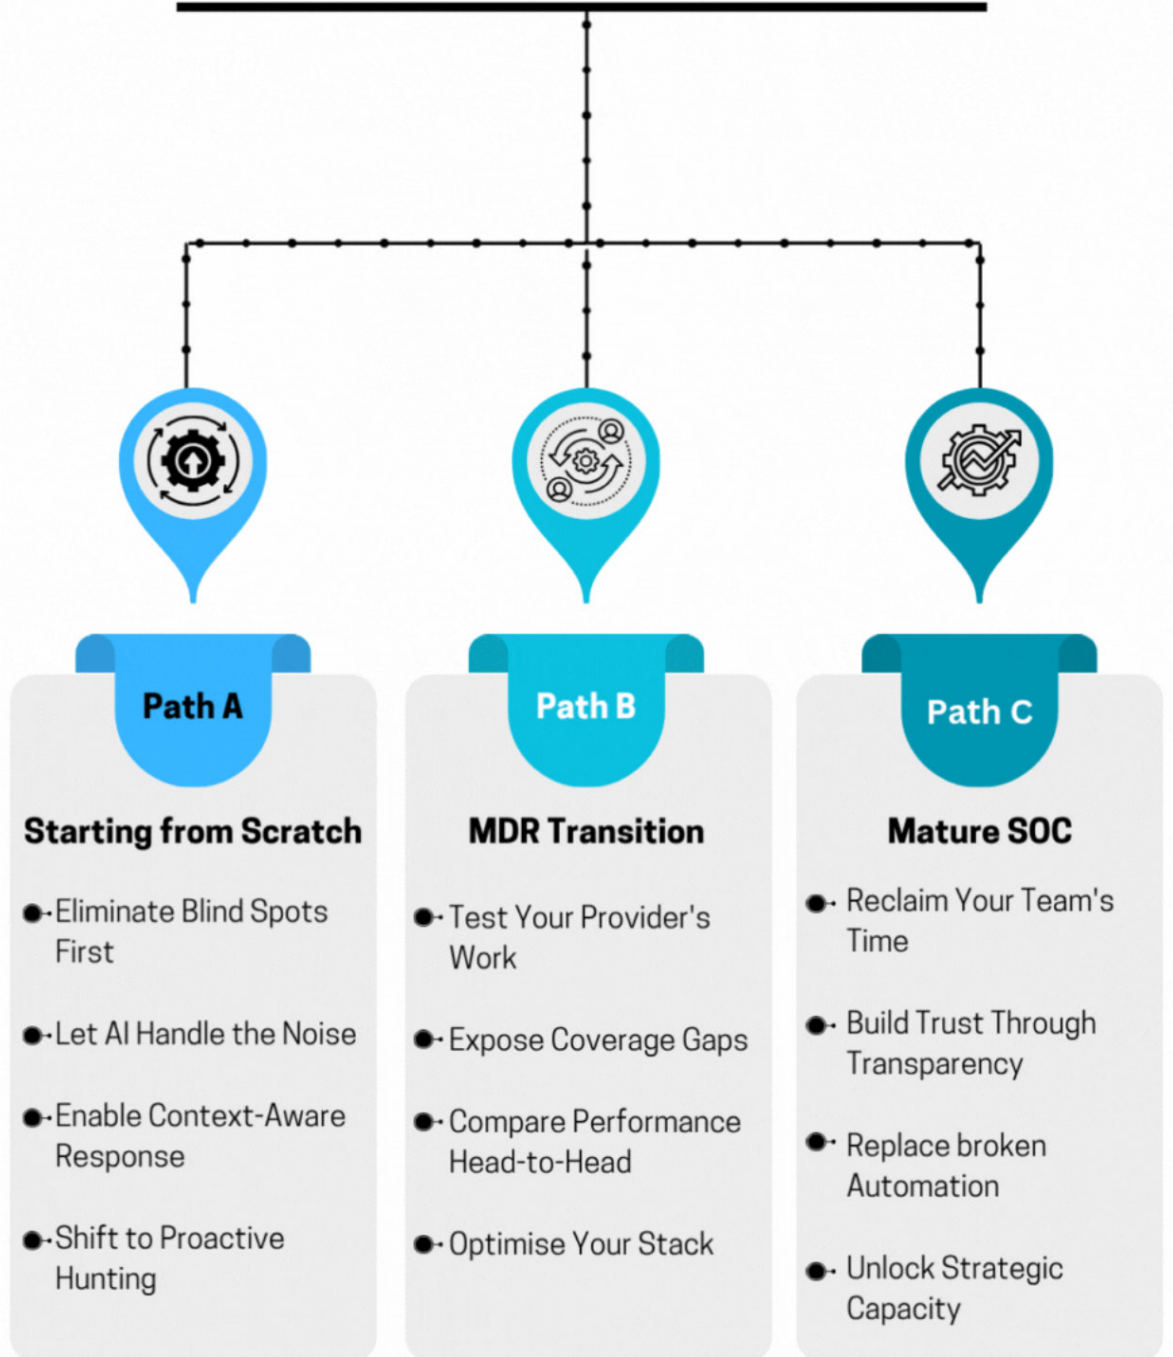 Path A
Starting from Scratch
Eliminate Blind Spots
First
Let AI Handle the Noise
Enable Context-Aware
Response
Shift to Proactive
Hunting
Path B
MDR Transition
Test Your Provider's
Work
Expose Coverage Gaps
Compare Performance
Head-to-Head
Optimise Your Stack
Path C
Mature SOC
Reclaim Your Team's
Time
Build Trust Through
Transparency
Replace broken
Automation
Unlock Strategic
Capacity